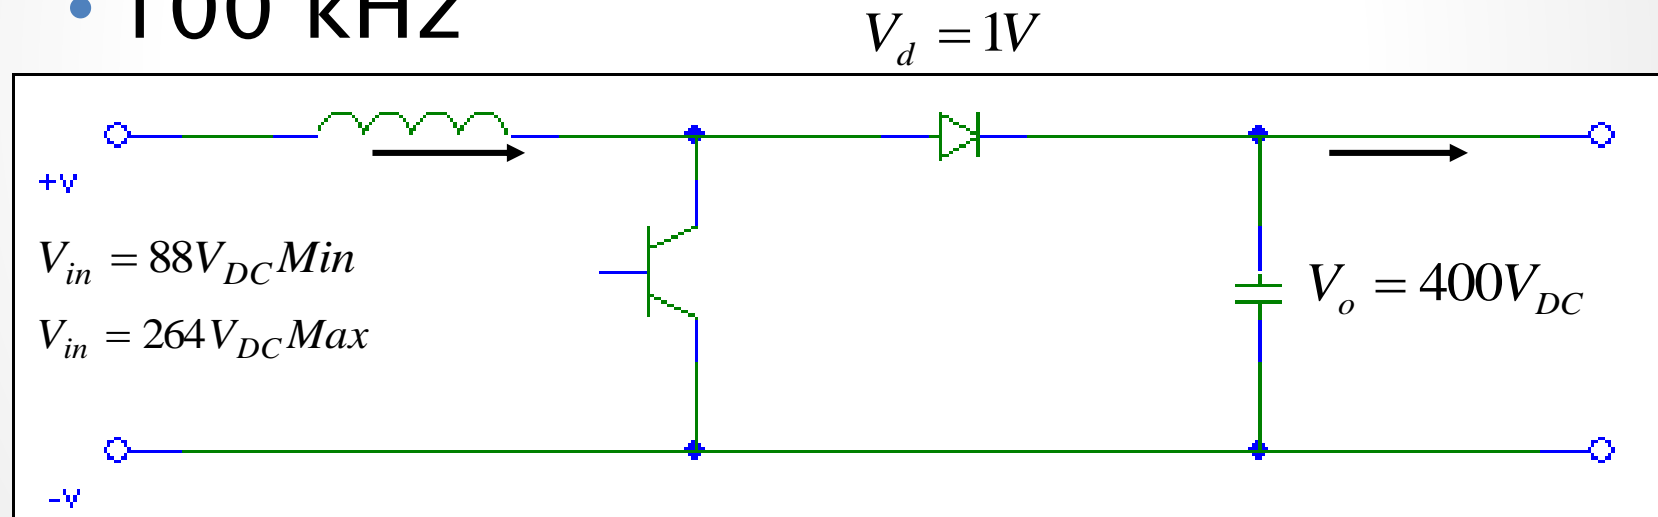 • 100 kHz
V_d = 1V
+v
V_in = 88V_DC Min
V_in = 264V_DC Max
V_o = 400V_DC
-v